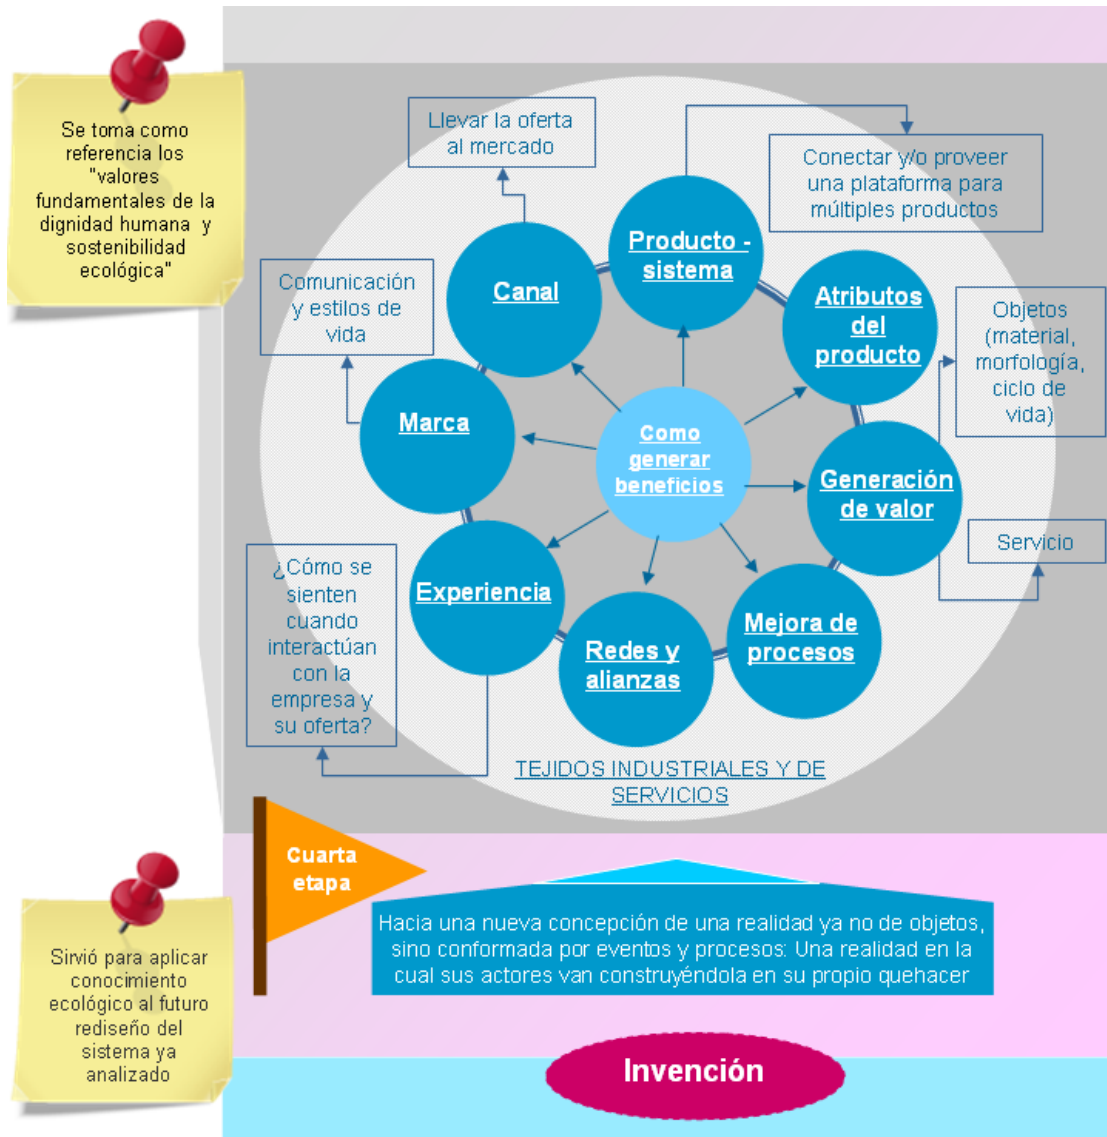 Se toma como
referencia los
"valores
fundamentales de la
dignidad humana y
sostenibilidad
ecológica"
Llevar la oferta
al mercado
Conectar y/o proveer
una plataforma para
múltiples productos
Producto -
sistema
Canal
Atributos
del
producto
Comunicación
y estilos de
vida
Objetos
(material,
morfología,
ciclo de
vida)
Marca
Como
generar
beneficios
Generación
de valor
Servicio
¿Cómo se
sienten
cuando
interactúan
con la
empresa y
su oferta?
Experiencia
Mejora de
procesos
Redes y
alianzas
TEJIDOS INDUSTRIALES Y DE
SERVICIOS
Cuarta
etapa
Hacia una nueva concepción de una realidad ya no de objetos,
sino conformada por eventos y procesos: Una realidad en la
cual sus actores van construyéndola en su propio quehacer
Sirvió para aplicar
conocimiento
ecológico al futuro
rediseño del
sistema ya
analizado
Invención